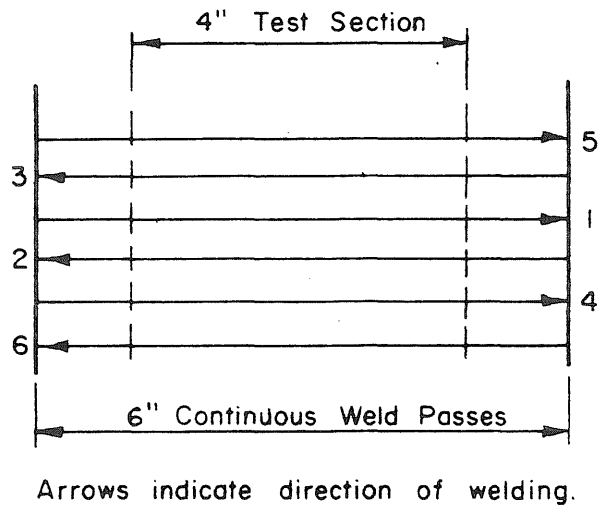 4" Test Section
5
3
1
2
4
6
6" Continuous Weld Passes
Arrows indicate direction of welding.